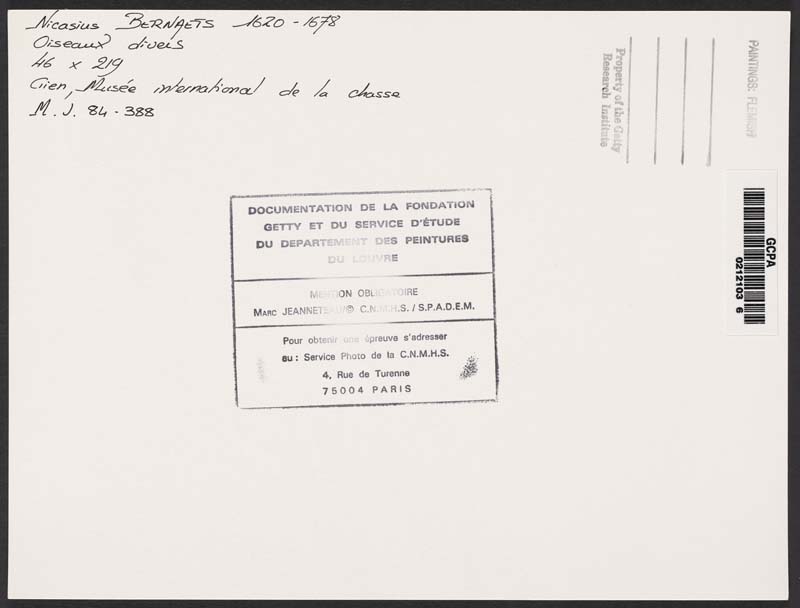 Nicasius BERNAETS 1620 - 1678
Oiseaux divers
46 x 219
Gien, Musée international de la chasse
M. J. 84 - 388
Property of the Getty
Research Institute
PAINTINGS: FLEMISH
GCPA
0212103 6
DOCUMENTATION DE LA FONDATION
GETTY ET DU SERVICE D'ÉTUDE
DU DEPARTEMENT DES PEINTURES
DU LOUVRE
MENTION OBLIGATOIRE
MARC JEANNETEAU/© C.N.M.H.S. / S.P.A.D.E.M.
Pour obtenir une épreuve s'adresser
au : Service Photo de la C.N.M.H.S.
4, Rue de Turenne
75004 PARIS